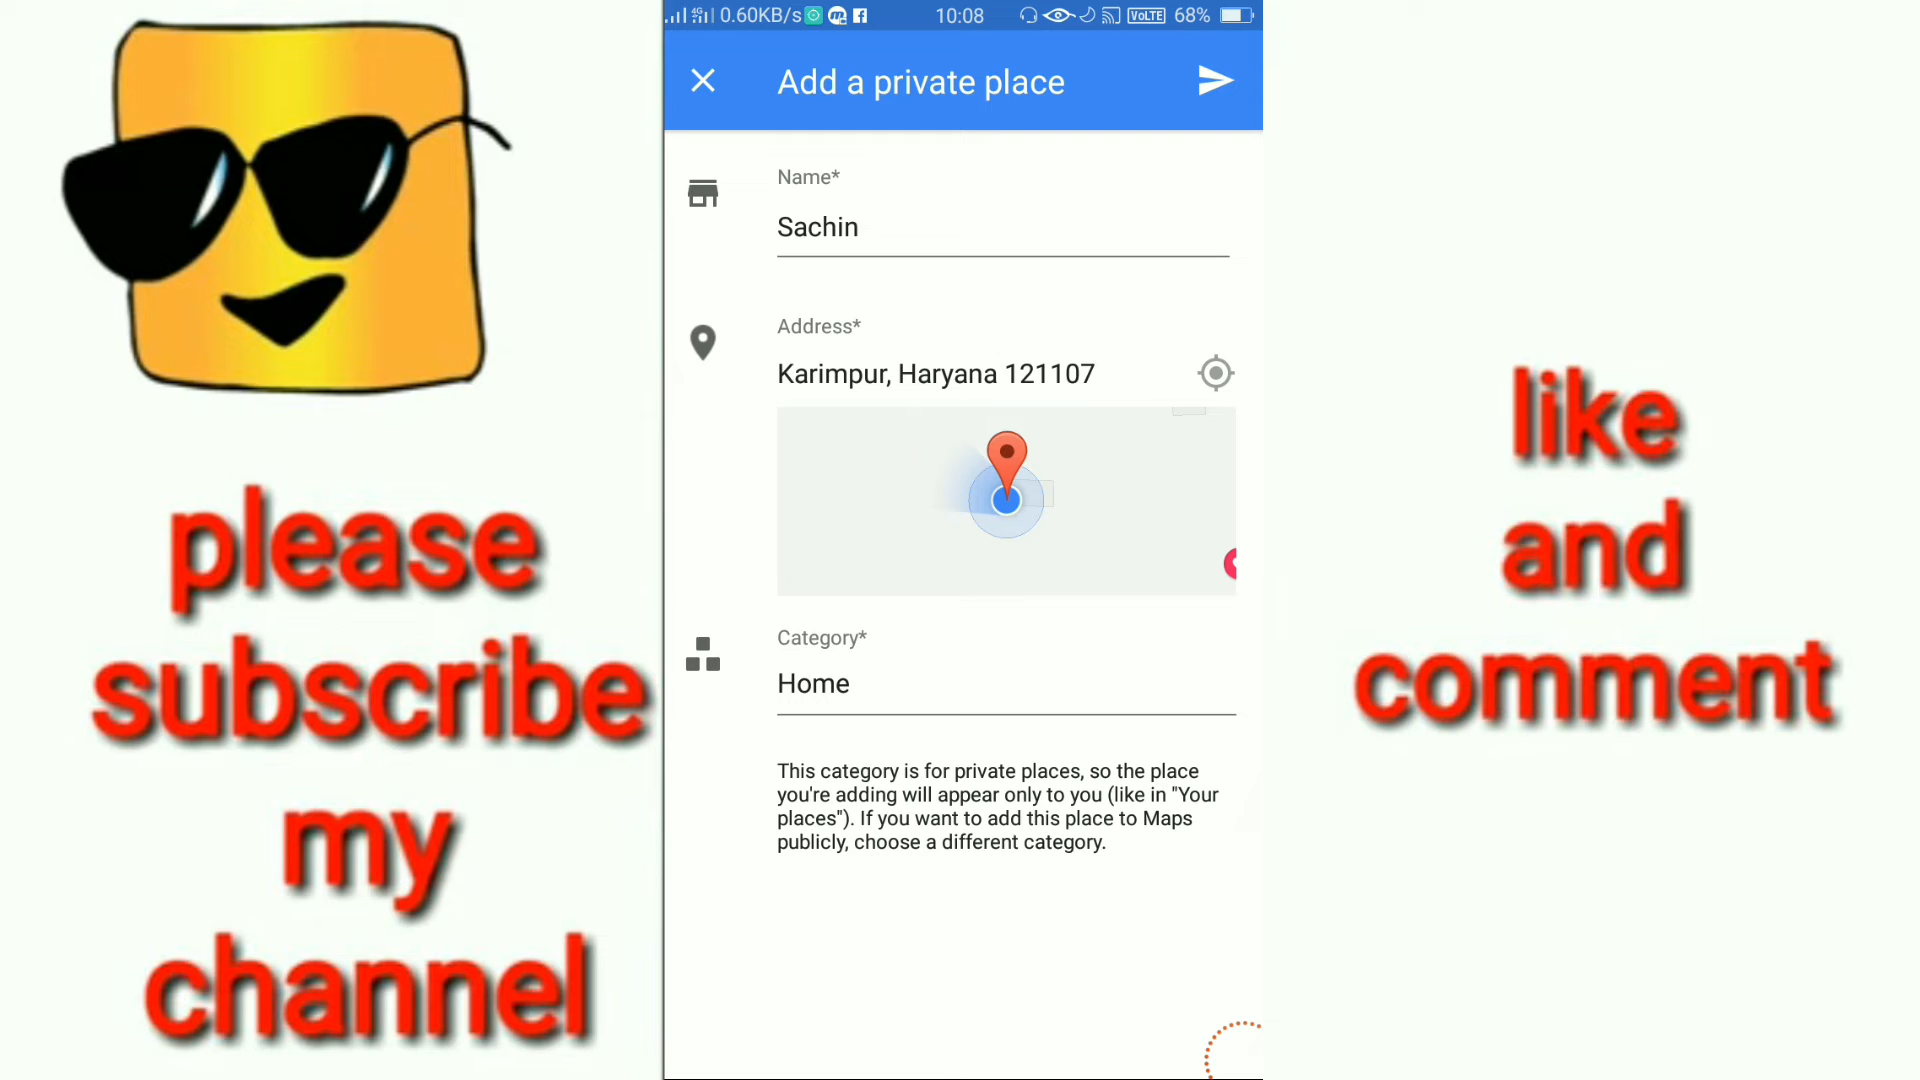 0.60KB/s
10:08
VoLTE 68%
Add a private place
Name*
Sachin
Address*
Karimpur, Haryana 121107
Category*
Home
This category is for private places, so the place
you're adding will appear only to you (like in "Your
places"). If you want to add this place to Maps
publicly, choose a different category.
please
subscribe
my
channel
like
and
comment